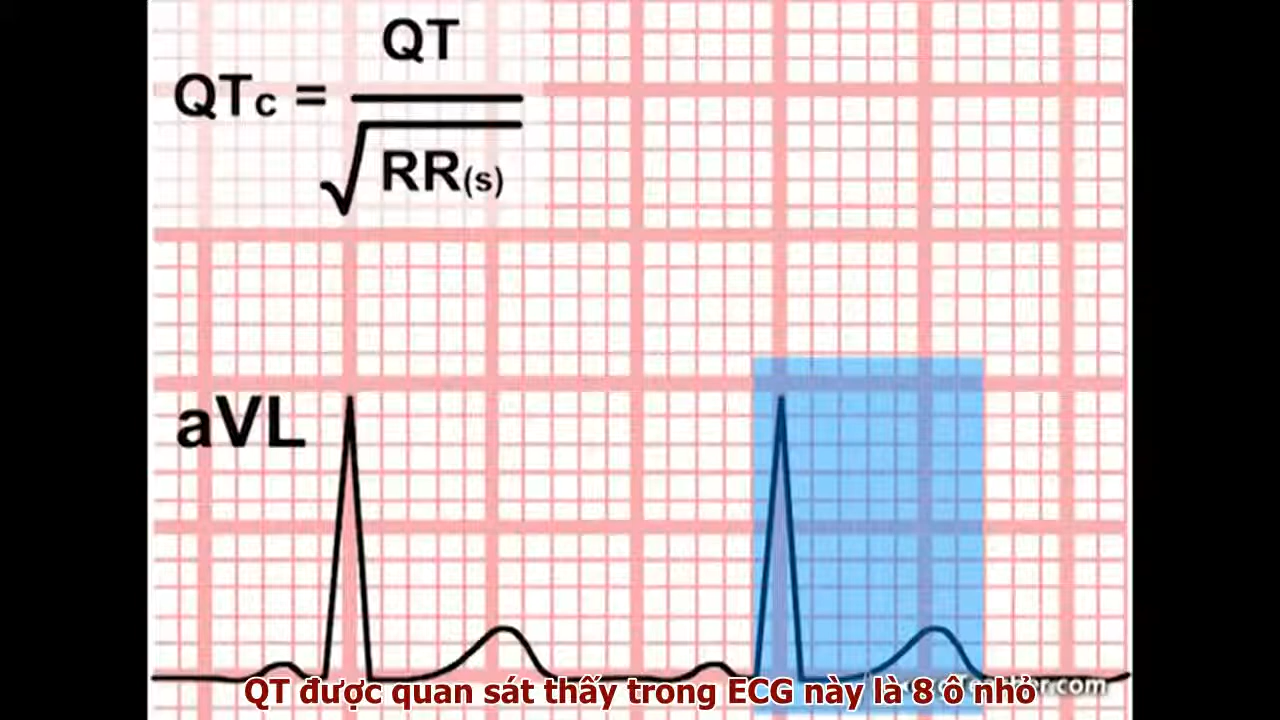 QT
QTc =
√RR(s)
aVL
QT được quan sát thấy trong ECG này là 8 ô nhỏ